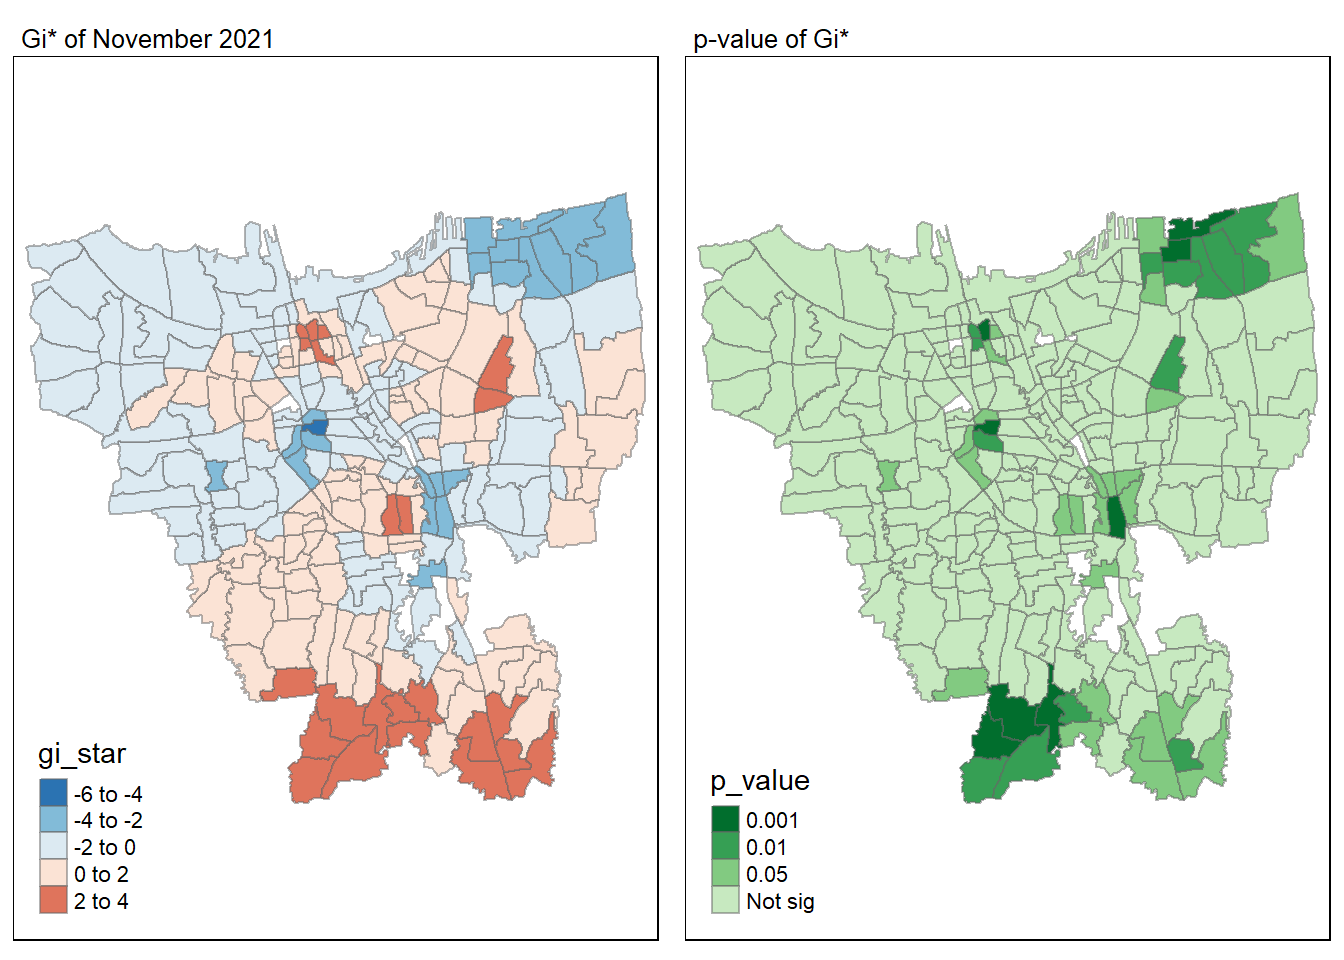 Gi* of November 2021
p-value of Gi*
gi_star
-6 to -4
-4 to -2
-2 to 0
0 to 2
2 to 4
p_value
0.001
0.01
0.05
Not sig